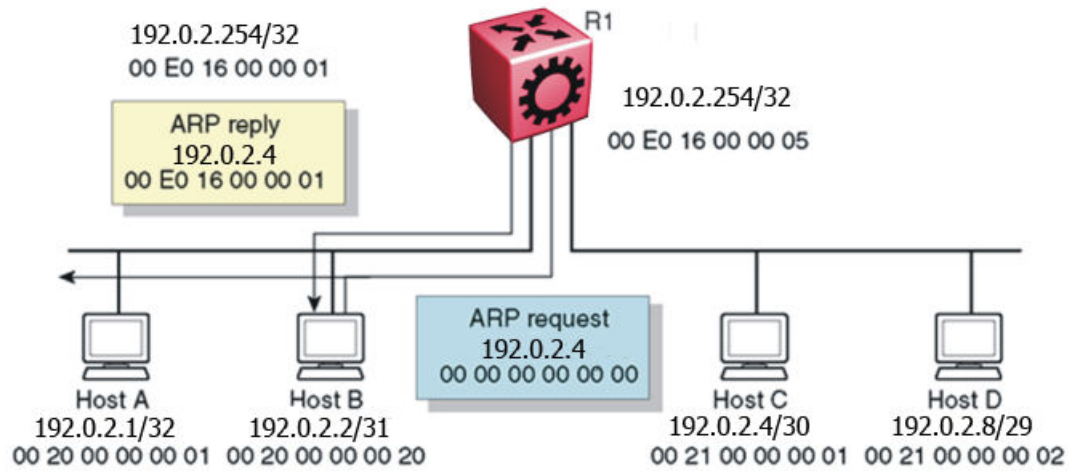 R1
192.0.2.254/32
00 E0 16 00 00 01
192.0.2.254/32
00 E0 16 00 00 05
ARP reply
192.0.2.4
00 E0 16 00 00 01
ARP request
192.0.2.4
00 00 00 00 00 00
Host A
192.0.2.1/32
00 20 00 00 00 01
Host B
192.0.2.2/31
00 20 00 00 00 20
Host C
192.0.2.4/30
00 21 00 00 00 01
Host D
192.0.2.8/29
00 21 00 00 00 02